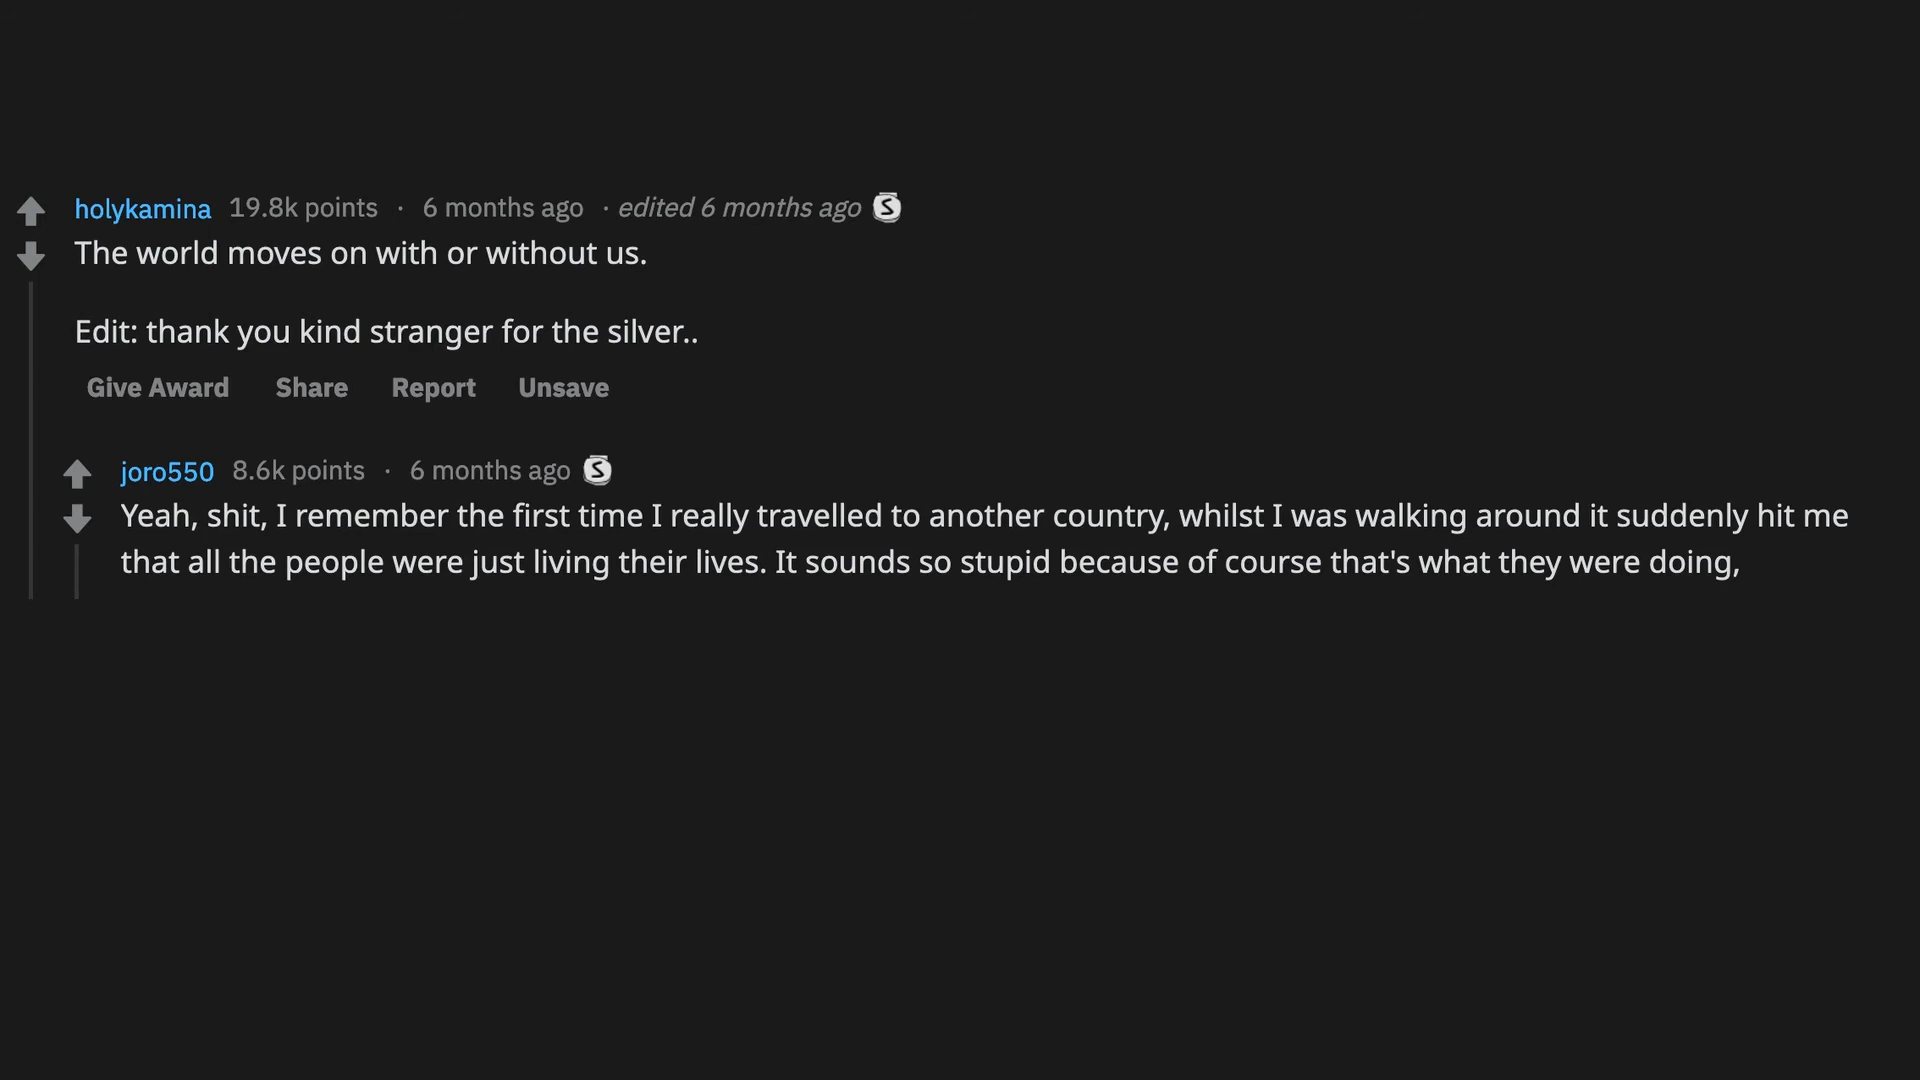 holykamina 19.8k points · 6 months ago · edited 6 months ago S
The world moves on with or without us.
Edit: thank you kind stranger for the silver..
Give Award Share Report Unsave
joro550 8.6k points · 6 months ago S
Yeah, shit, I remember the first time I really travelled to another country, whilst I was walking around it suddenly hit me
that all the people were just living their lives. It sounds so stupid because of course that's what they were doing,